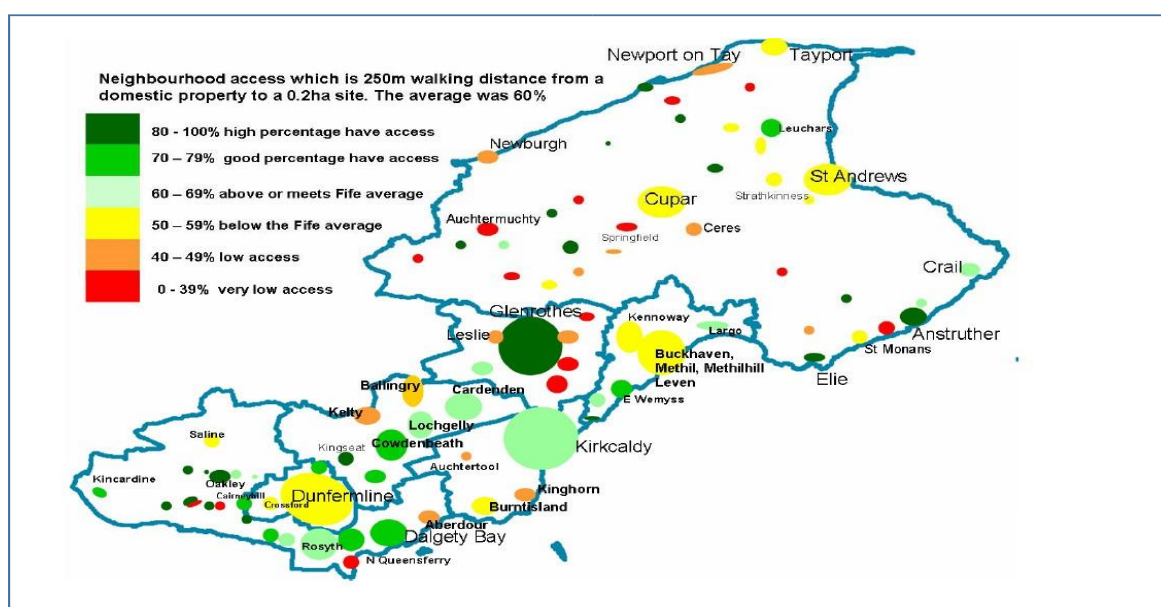 Neighbourhood access which is 250m walking distance from a
domestic property to a 0.2ha site. The average was 60%
80 - 100% high percentage have access
70 – 79% good percentage have access
60 – 69% above or meets Fife average
50 – 59% below the Fife average
40 – 49% low access
0 - 39% very low access
Newport on Tay
Tayport
Leuchars
Newburgh
St Andrews
Strathkinness
Cupar
Auchtermuchty
Springfield
Ceres
Crail
Glenrothes
Kennoway
Largo
Anstruther
Leslie
St Monans
Buckhaven,
Methil, Methilhill
Leven
Elie
Ballingry
Cardenden
E Wemyss
Kelty
Lochgelly
Saline
Kingseat
Cowdenbeath
Kirkcaldy
Auchtertool
Kincardine
Oakley
Cairneyhill
Crossford
Dunfermline
Kinghorn
Burntisland
Aberdour
Rosyth
Dalgety Bay
N Queensferry